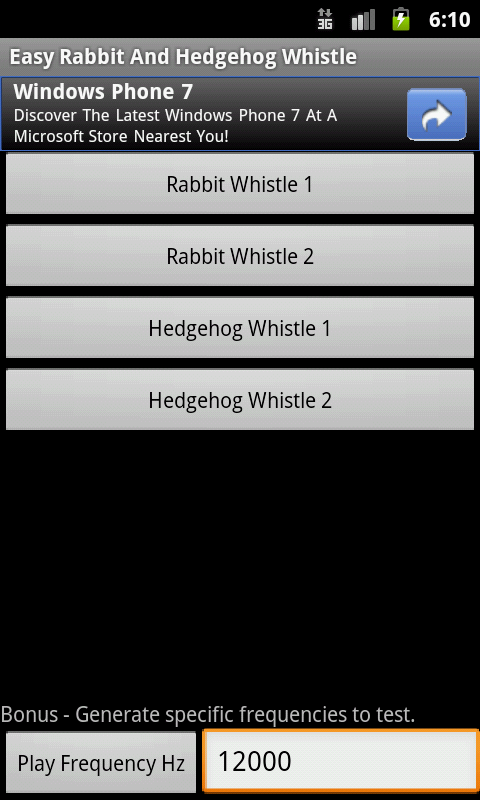 3G 6:10
Easy Rabbit And Hedgehog Whistle
Windows Phone 7
Discover The Latest Windows Phone 7 At A
Microsoft Store Nearest You!
Rabbit Whistle 1
Rabbit Whistle 2
Hedgehog Whistle 1
Hedgehog Whistle 2
Bonus - Generate specific frequencies to test.
Play Frequency Hz 12000